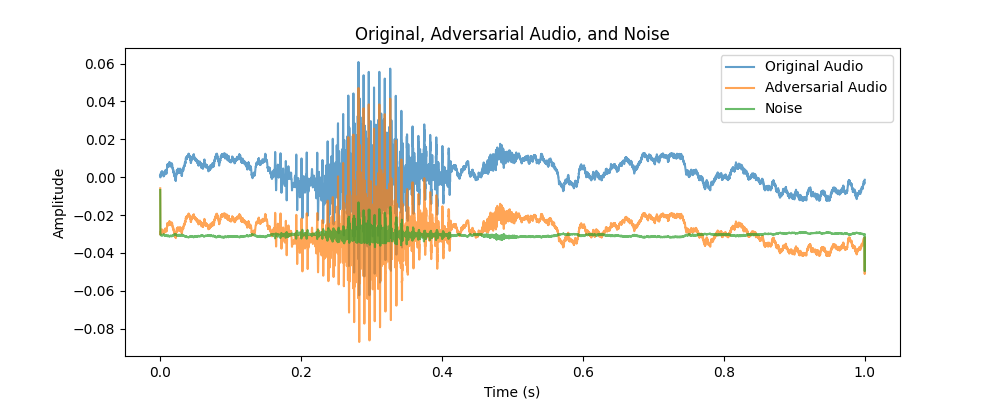 Original, Adversarial Audio, and Noise
Original Audio
Adversarial Audio
Noise
Amplitude
0.06
0.04
0.02
0.00
−0.02
−0.04
−0.06
−0.08
0.0 0.2 0.4 0.6 0.8 1.0
Time (s)